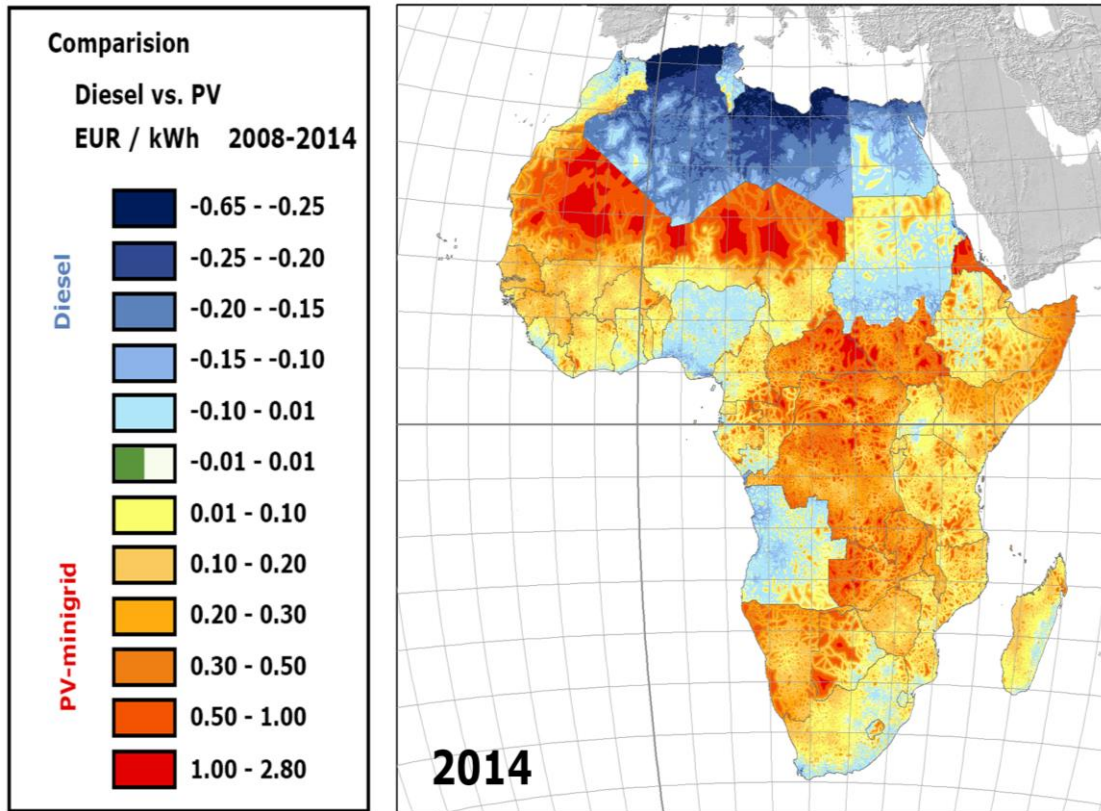 Comparision
Diesel vs. PV
EUR / kWh 2008-2014
Diesel
-0.65 - -0.25
-0.25 - -0.20
-0.20 - -0.15
-0.15 - -0.10
-0.10 - 0.01
-0.01 - 0.01
PV-minigrid
0.01 - 0.10
0.10 - 0.20
0.20 - 0.30
0.30 - 0.50
0.50 - 1.00
1.00 - 2.80
2014